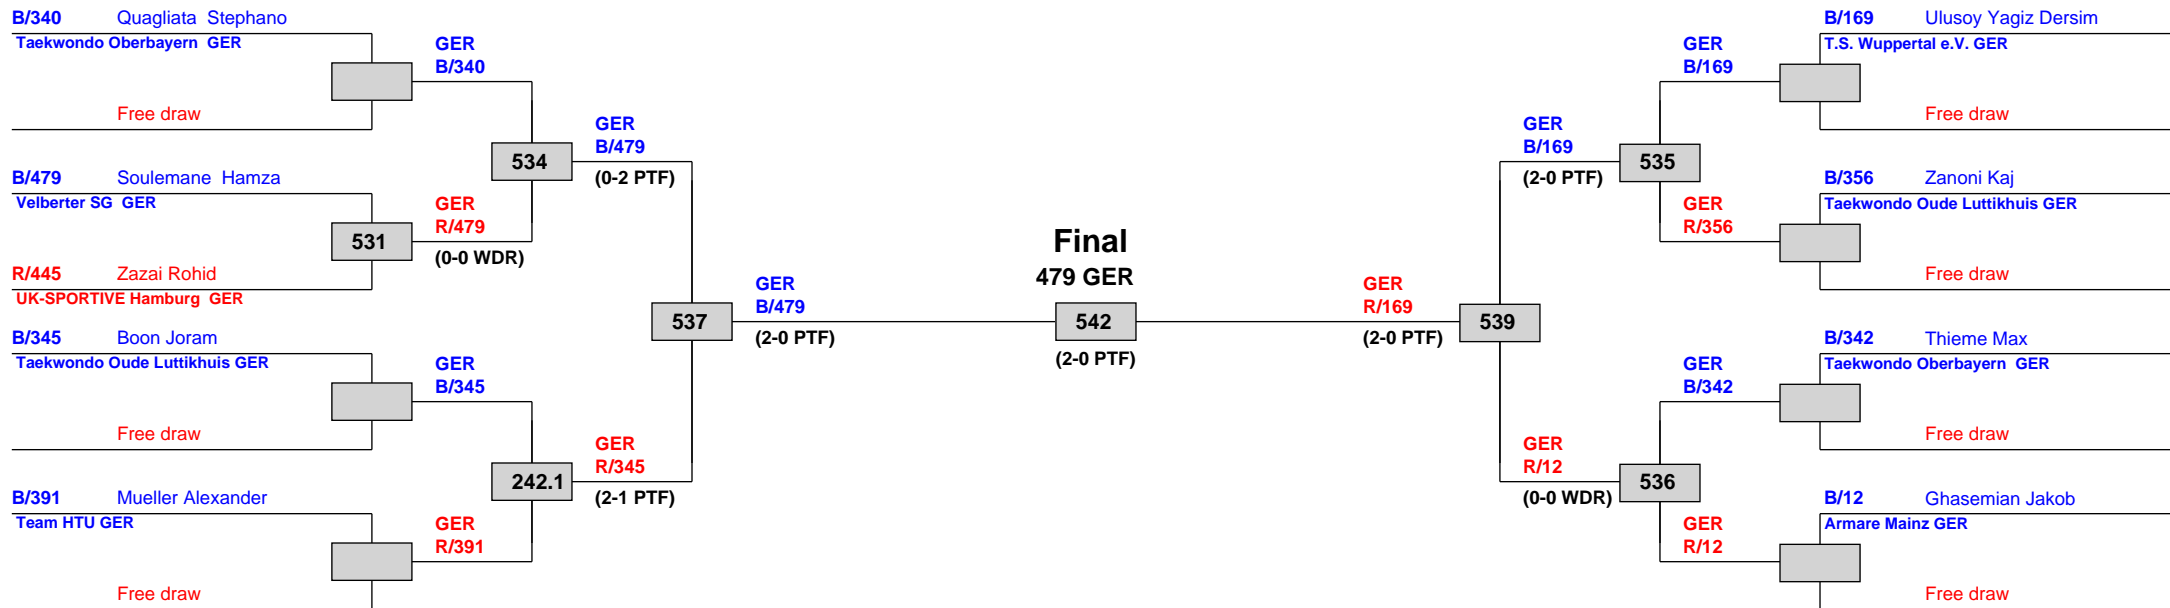 B/340 Quagliata Stephano
Taekwondo Oberbayern GER
Free draw
GER
B/340
B/479 Soulemane Hamza
Velberter SG GER
R/445 Zazai Rohid
UK-SPORTIVE Hamburg GER
531
GER
R/479
(0-0 WDR)
534
GER
B/479
(0-2 PTF)
B/345 Boon Joram
Taekwondo Oude Luttikhuis GER
Free draw
GER
B/345
B/391 Mueller Alexander
Team HTU GER
Free draw
GER
R/391
242.1
GER
R/345
(2-1 PTF)
537
GER
B/479
(2-0 PTF)
Final
479 GER
542
(2-0 PTF)
GER
R/169
(2-0 PTF)
539
GER
B/169
(2-0 PTF)
535
GER
B/169
B/169 Ulusoy Yagiz Dersim
T.S. Wuppertal e.V. GER
Free draw
GER
R/356
B/356 Zanoni Kaj
Taekwondo Oude Luttikhuis GER
Free draw
GER
R/12
(0-0 WDR)
536
GER
B/342
B/342 Thieme Max
Taekwondo Oberbayern GER
Free draw
GER
R/12
B/12 Ghasemian Jakob
Armare Mainz GER
Free draw